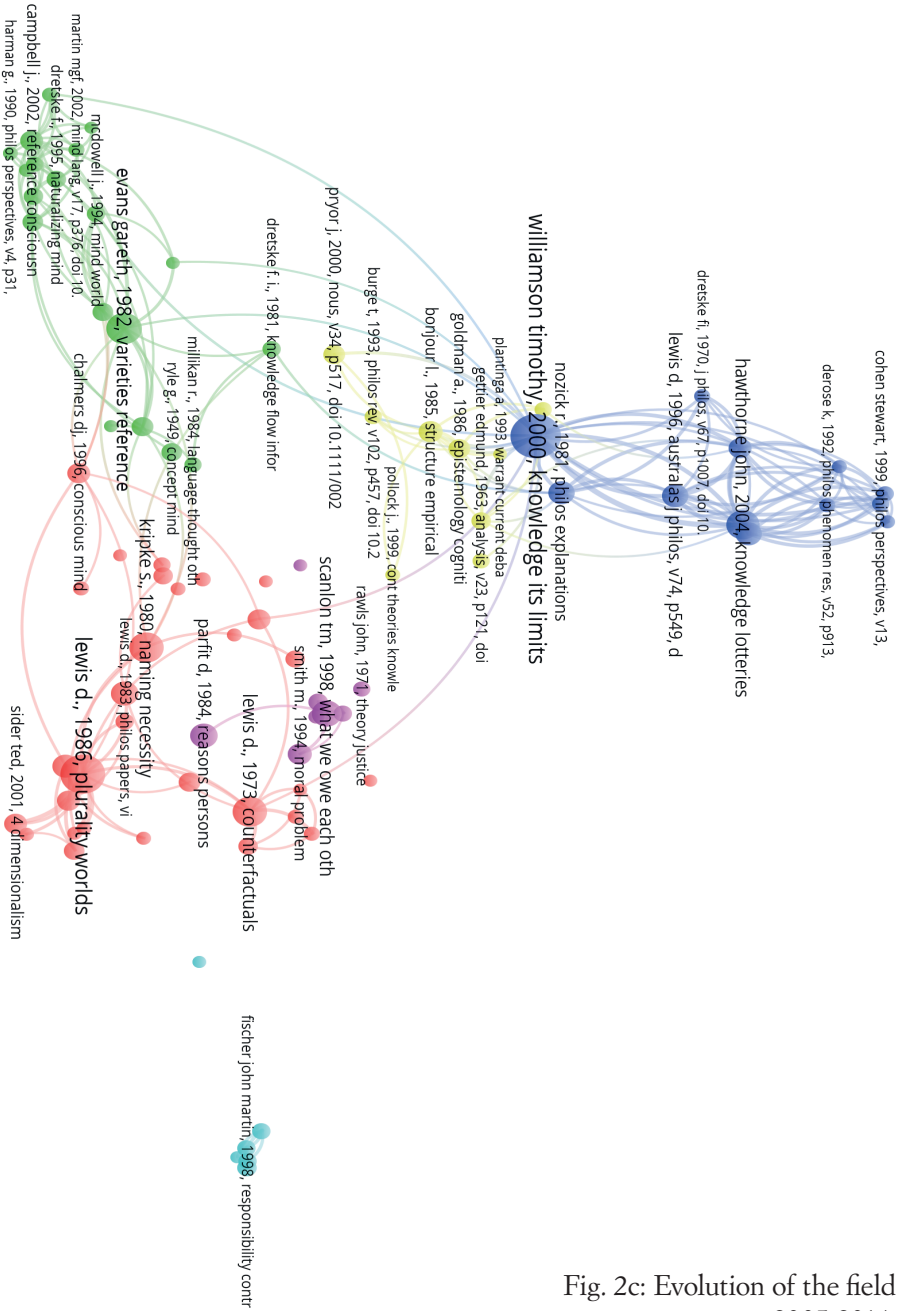 cohen stewart, 1999, philos perspectives, v13,
derose k, 1992, philos phenomen res, v52, p913,
hawthorne john, 2004, knowledge lotteries
dretske fi, 1970, j philos, v67, p1007, doi 10.
lewis d, 1996, australas j philos, v74, p549, d
nozick r., 1981, philos explanations
williamson timothy, 2000, knowledge its limits
plantinga a, 1993, warrant current deba
gettier edmund, 1963, analysis, v23, p121, doi
goldman a., 1986, epistemology cogniti
bonjour l., 1985, structure empirical
pollock j., 1999, cont theories knowle
burge t, 1993, philos rev, v102, p457, doi 10.2
rawls john, 1971, theory justice
pryor j, 2000, nous, v34, p517, doi 10.1111/002
scanlon tm, 1998, what we owe each oth
smith m., 1994, moral problem
dretske f. i., 1981, knowledge flow infor
lewis d., 1973, counterfactuals
fischer john martin, 1998, responsibility contr
parfit d, 1984, reasons persons
millikan r., 1984, language thought oth
ryle g., 1949, concept mind
kripke s., 1980, naming necessity
evans gareth, 1982, varieties reference
lewis d., 1983, philos papers, vi
mcdowell j., 1994, mind world
martin mgf, 2002, mind lang, v17, p376, doi 10.
chalmers dj, 1996, conscious mind
lewis d., 1986, plurality worlds
dretske f., 1995, naturalizing mind
campbell j., 2002, reference consciousn
harman g., 1990, philos perspectives, v4, p31,
sider ted, 2001, 4 dimensionalism
Fig. 2c: Evolution of the field